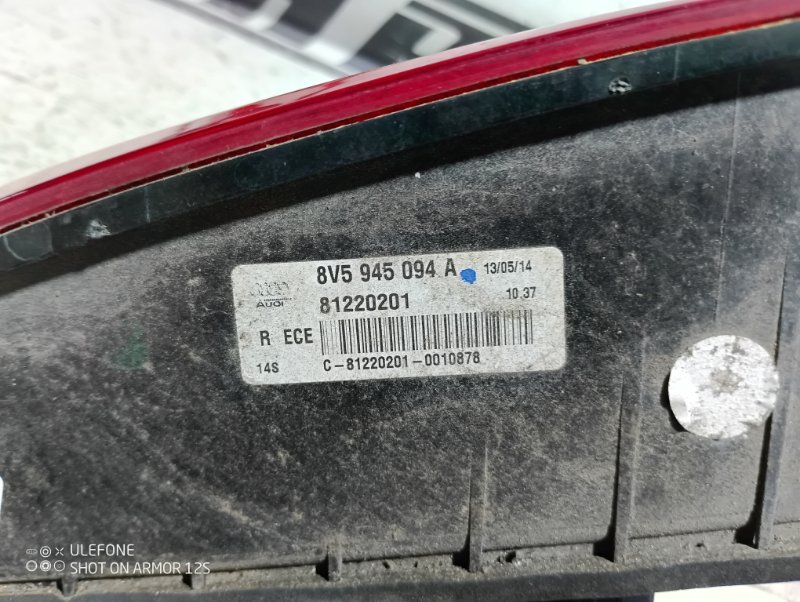 8V5 945 094 A 13/05/14
AUDI 81220201 10.37
R ECE
14S C-81220201-0010878
ULEFONE
SHOT ON ARMOR 12S